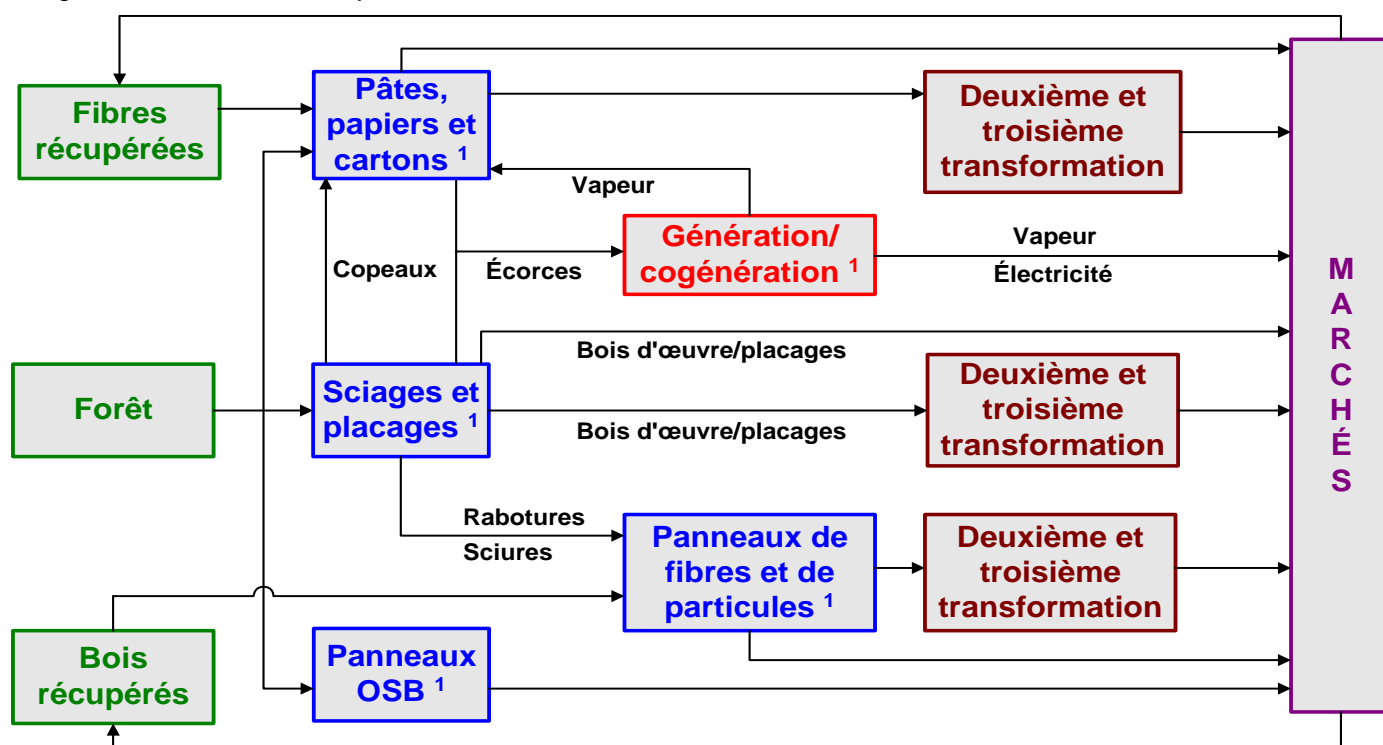 Pâtes,
papiers et
cartons ¹
Fibres
récupérées
Deuxième et
troisième
transformation
Vapeur
Génération/
cogénération ¹
Vapeur
Électricité
Copeaux
Écorces
M
A
R
C
H
É
S
Bois d'œuvre/placages
Forêt
Sciages et
placages ¹
Deuxième et
troisième
transformation
Bois d'œuvre/placages
Rabotures
Sciures
Panneaux de
fibres et de
particules ¹
Deuxième et
troisième
transformation
Bois
récupérés
Panneaux
OSB ¹